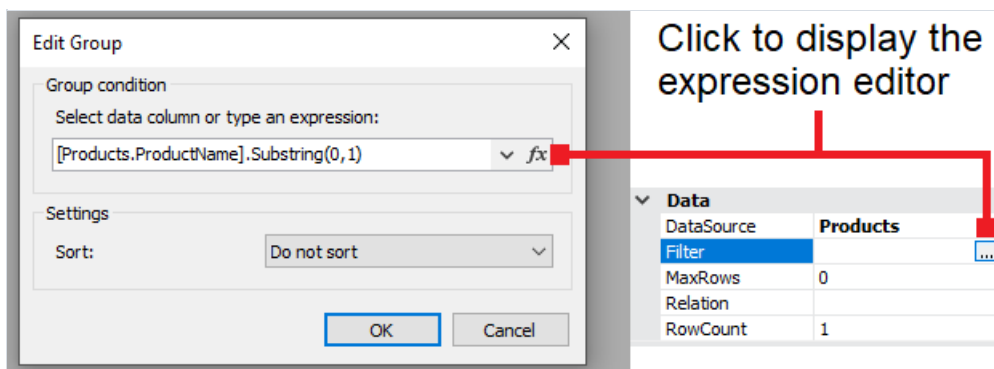 Edit Group
Group condition
Select data column or type an expression:
[Products.ProductName].Substring(0,1)
fx
Settings
Sort:
Do not sort
OK
Cancel
Click to display the
expression editor
Data
DataSource Products
Filter ...
MaxRows 0
Relation
RowCount 1